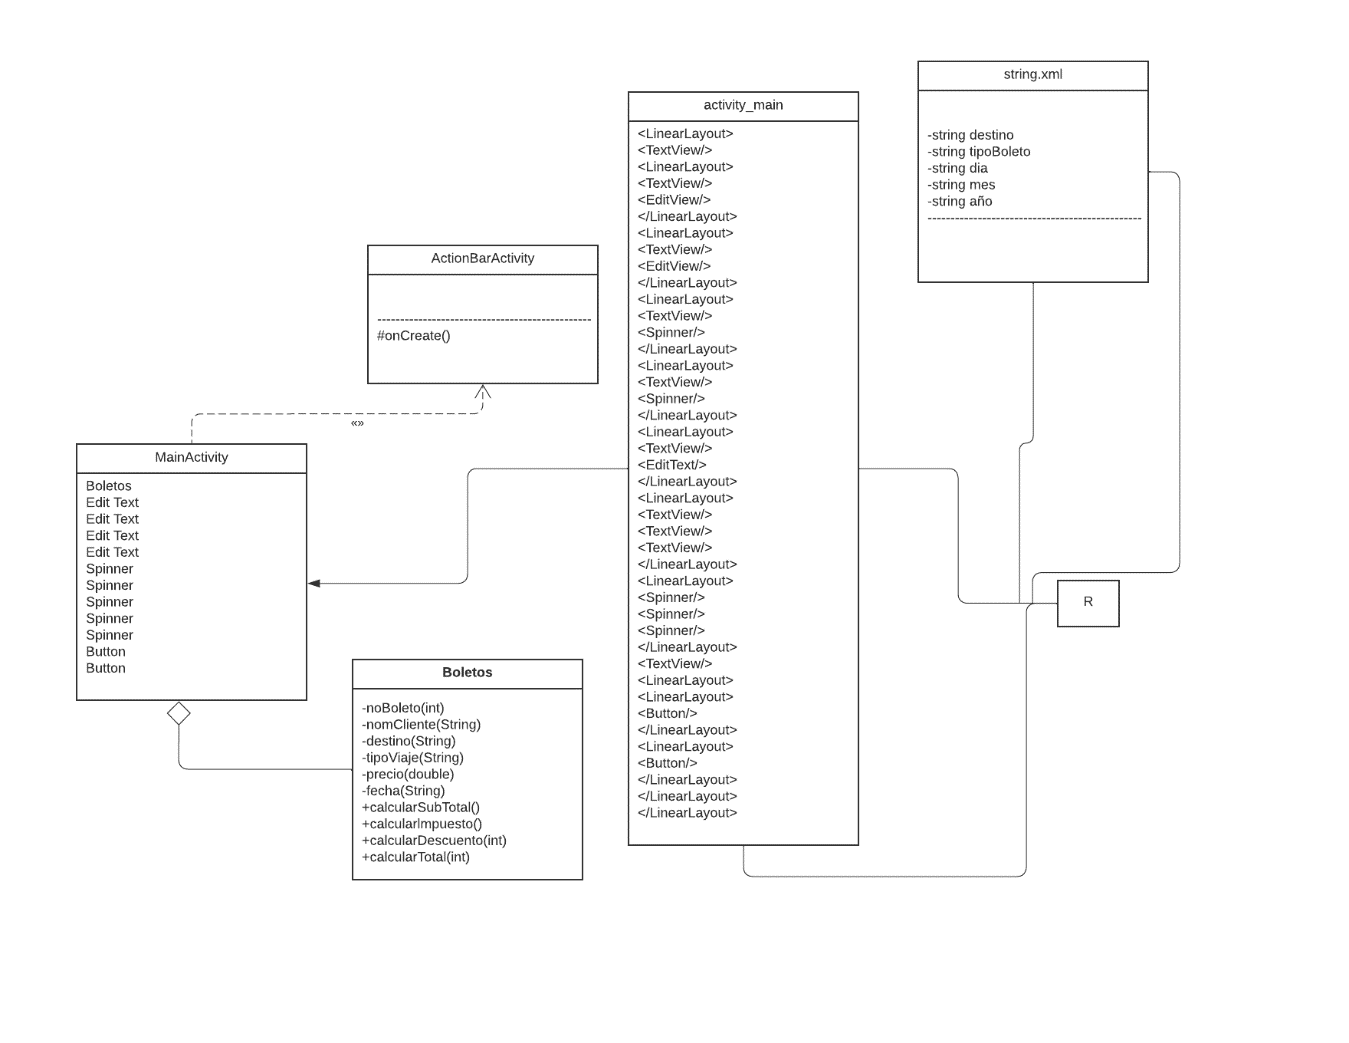 string.xml
-string destino
-string tipoBoleto
-string dia
-string mes
-string año
activity_main
<LinearLayout>
<TextView/>
<LinearLayout>
<TextView/>
<EditView/>
</LinearLayout>
<LinearLayout>
<TextView/>
<EditView/>
</LinearLayout>
<LinearLayout>
<TextView/>
<Spinner/>
</LinearLayout>
<LinearLayout>
<TextView/>
<Spinner/>
</LinearLayout>
<LinearLayout>
<TextView/>
<EditText/>
</LinearLayout>
<LinearLayout>
<TextView/>
<TextView/>
<TextView/>
</LinearLayout>
<LinearLayout>
<Spinner/>
<Spinner/>
<Spinner/>
</LinearLayout>
<TextView/>
<LinearLayout>
<LinearLayout>
<Button/>
</LinearLayout>
<LinearLayout>
<Button/>
</LinearLayout>
</LinearLayout>
</LinearLayout>
ActionBarActivity
#onCreate()
«»
MainActivity
Boletos
Edit Text
Edit Text
Edit Text
Edit Text
Spinner
Spinner
Spinner
Spinner
Spinner
Button
Button
R
Boletos
-noBoleto(int)
-nomCliente(String)
-destino(String)
-tipoViaje(String)
-precio(double)
-fecha(String)
+calcularSubTotal()
+calcularImpuesto()
+calcularDescuento(int)
+calcularTotal(int)